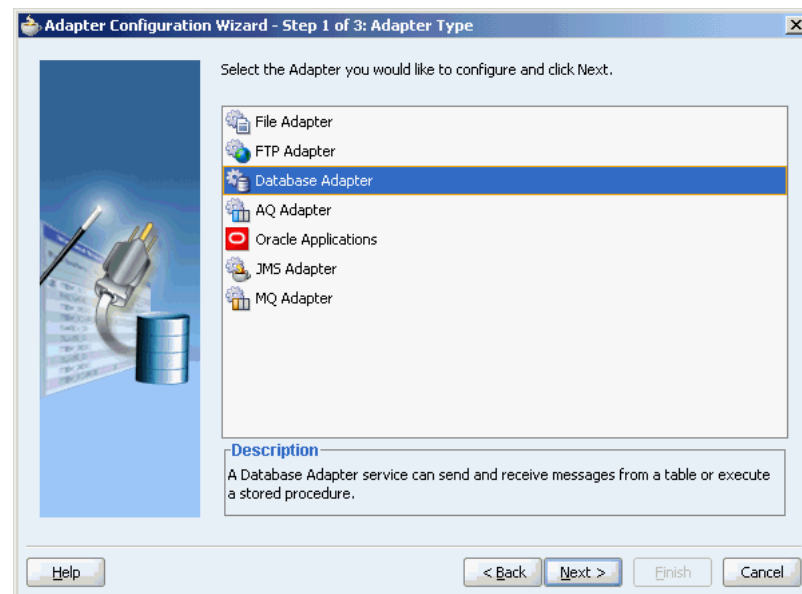 Adapter Configuration Wizard - Step 1 of 3: Adapter Type
Select the Adapter you would like to configure and click Next.
File Adapter
FTP Adapter
Database Adapter
AQ Adapter
Oracle Applications
JMS Adapter
MQ Adapter
Description
A Database Adapter service can send and receive messages from a table or execute
a stored procedure.
Help
< Back
Next >
Finish
Cancel